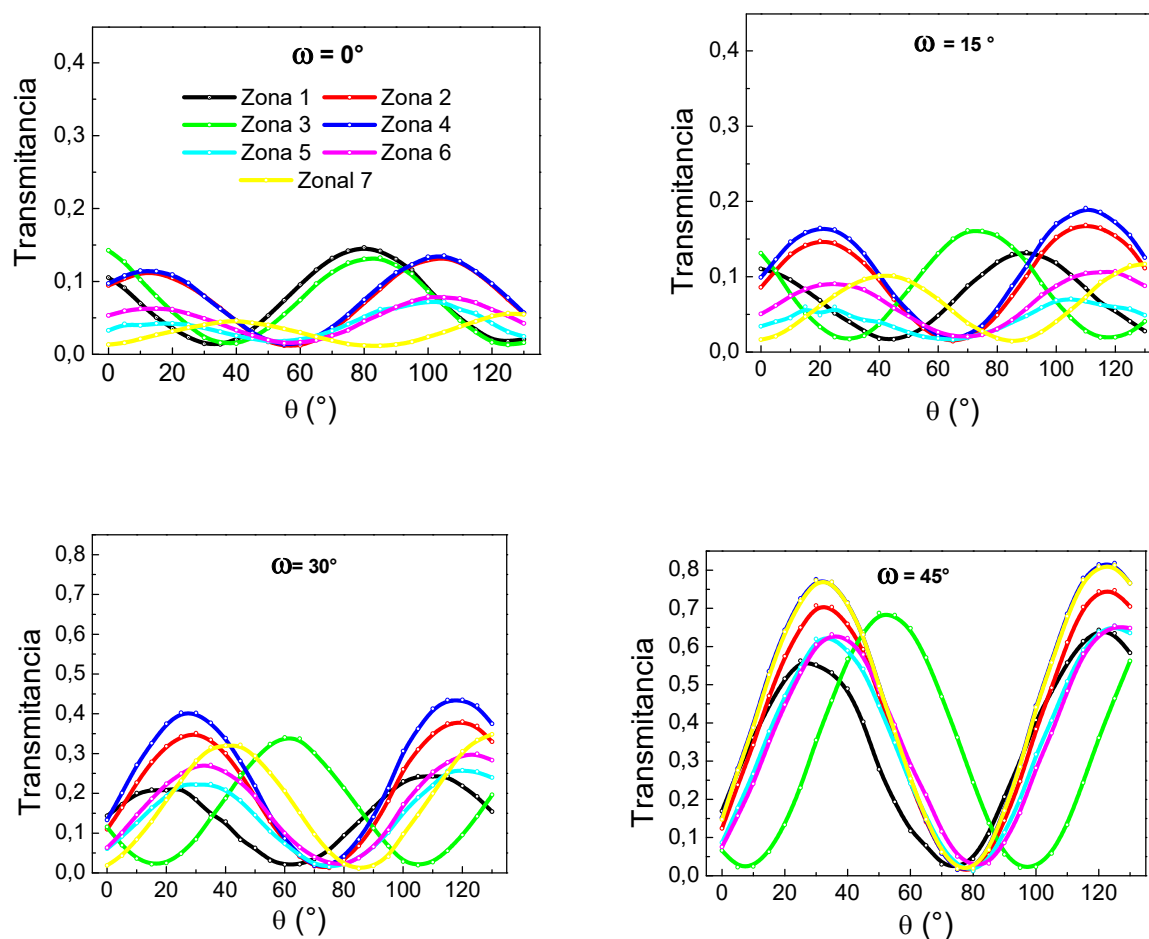 ω = 0°
Zona 1 Zona 2
Zona 3 Zona 4
Zona 5 Zona 6
Zonal 7
Transmitancia
0,4
0,3
0,2
0,1
0,0
0 20 40 60 80 100 120
θ (°)
ω = 15 °
Transmitancia
0,4
0,3
0,2
0,1
0,0
0 20 40 60 80 100 120
θ (°)
ω= 30°
Transmitancia
0,8
0,7
0,6
0,5
0,4
0,3
0,2
0,1
0,0
0 20 40 60 80 100 120
θ (°)
ω = 45°
Transmitancia
0,8
0,7
0,6
0,5
0,4
0,3
0,2
0,1
0,0
0 20 40 60 80 100 120
θ (°)